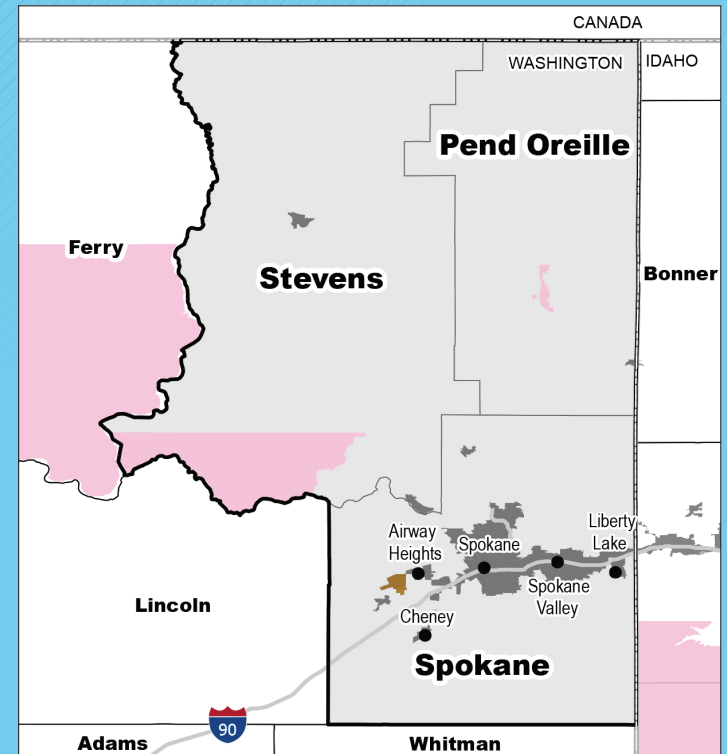 CANADA
WASHINGTON
IDAHO
Pend Oreille
Ferry
Stevens
Bonner
Airway
Heights
Spokane
Liberty
Lake
Spokane
Valley
Lincoln
Cheney
Spokane
90
Adams
Whitman